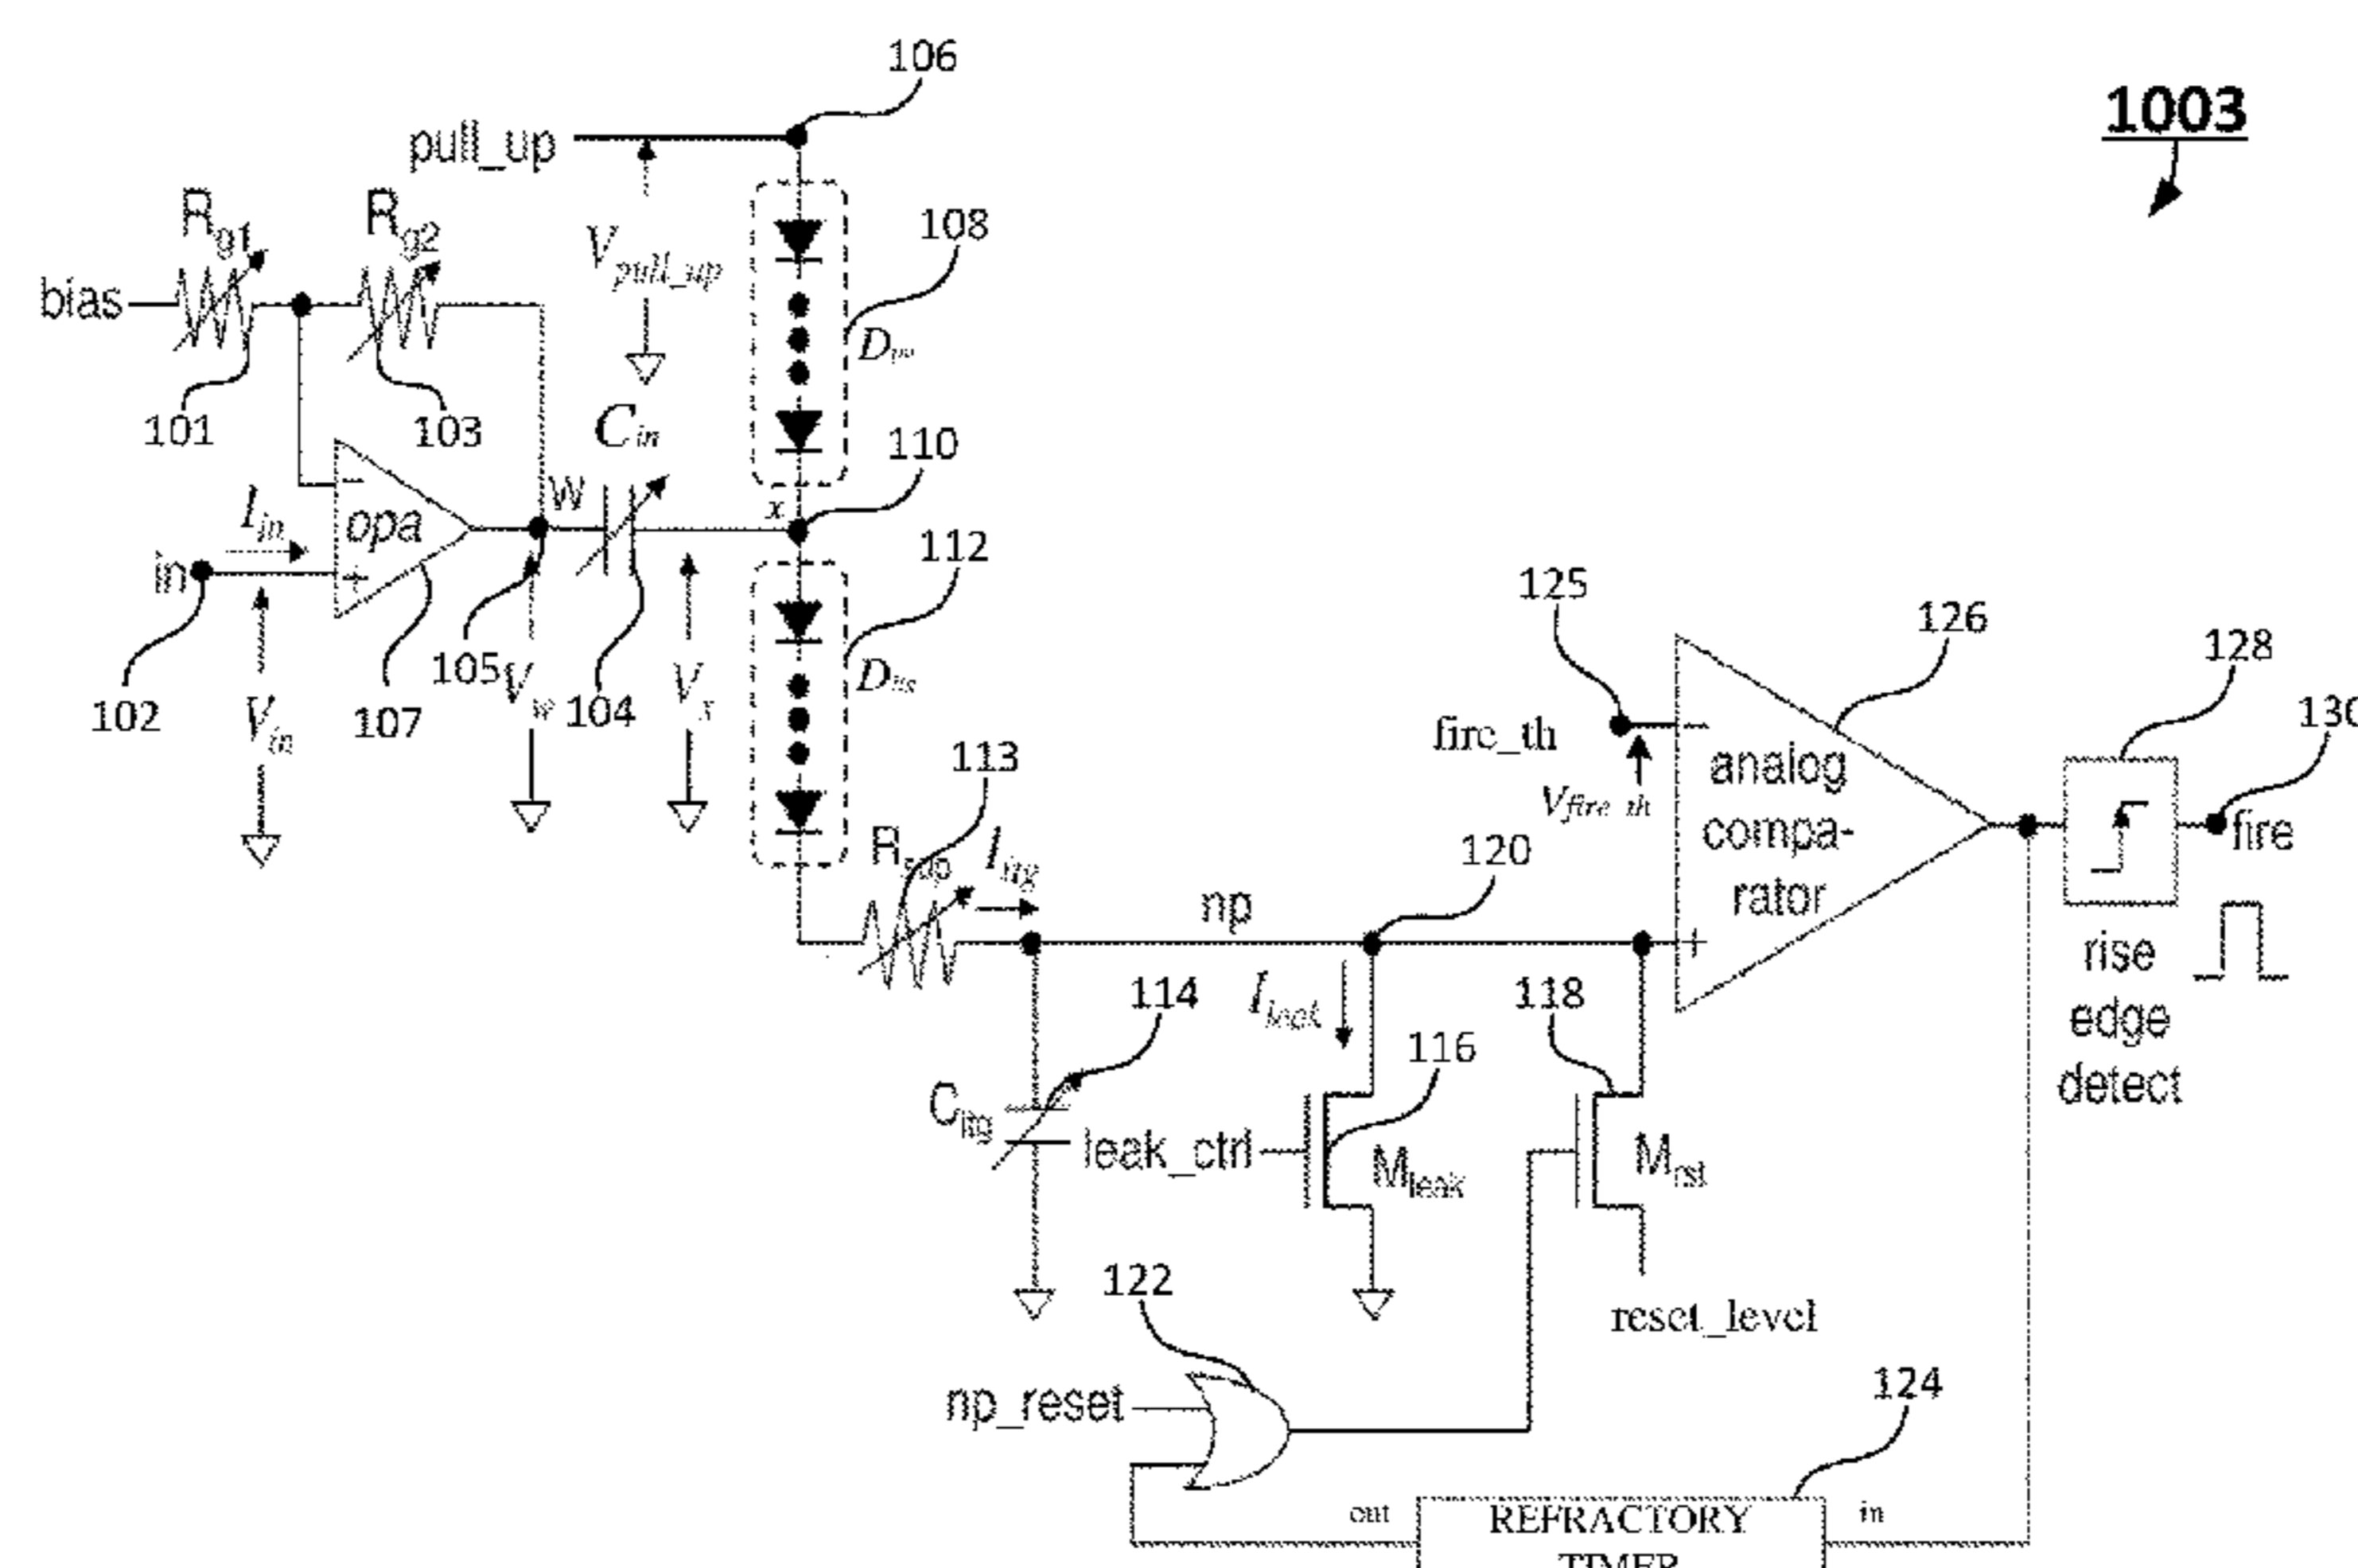 106
1003
pull_up
Rg1
Rg2
Vpull_up
108
bias
101
103
Cin
110
Iin
opa
W
x
112
in
102
Vin
107
105
Vw
104
Vx
113
Iitg
np
120
125
fire_th
Vfire_th
126
analog
compa-
rator
128
130
fire
rise
edge
detect
114
Citg
Ileak
116
118
leak_ctrl
Mleak
Mrst
reset_level
122
np_reset
124
out
REFRACTORY
in
TIMER